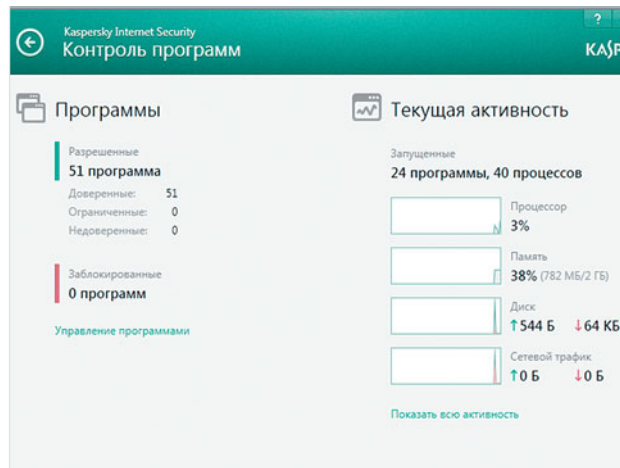 ?
Kaspersky Internet Security
Контроль программ
Программы
Разрешенные
51 программа
Доверенные: 51
Ограниченные: 0
Недоверенные: 0
Заблокированные
0 программ
Управление программами
Текущая активность
Запущенные
24 программы, 40 процессов
Процессор
3%
Память
38% (782 МБ/2 ГБ)
Диск
↑544 Б ↓64 КБ
Сетевой трафик
↑0 Б ↓0 Б
Показать всю активность